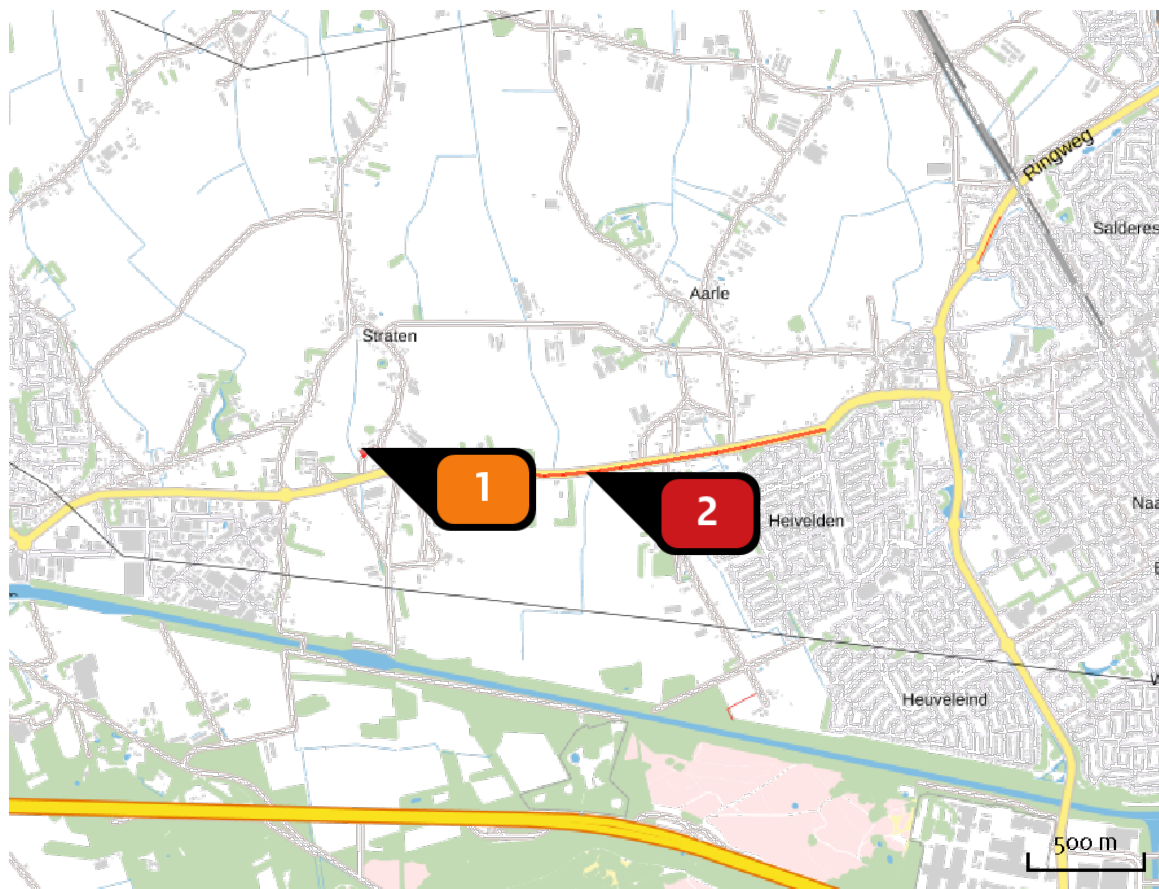 Ringweg
Salderes
Aarle
Straten
1
2
Heivelden
Naa
Heuveleind
500 m